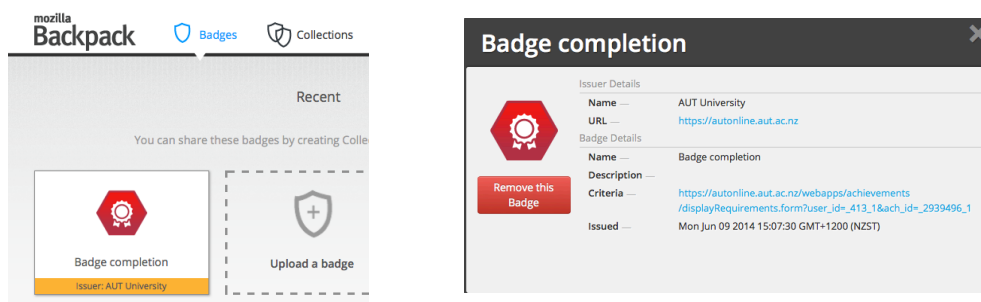 mozilla
Backpack
Badges
Collections
Recent
You can share these badges by creating Colle
Badge completion
Issuer: AUT University
Upload a badge
Badge completion
Issuer Details
Name — AUT University
URL — https://autonline.aut.ac.nz
Badge Details
Name — Badge completion
Description —
Criteria — https://autonline.aut.ac.nz/webapps/achievements
/displayRequirements.form?user_id=_413_1&ach_id=_2939496_1
Issued — Mon Jun 09 2014 15:07:30 GMT+1200 (NZST)
Remove this
Badge